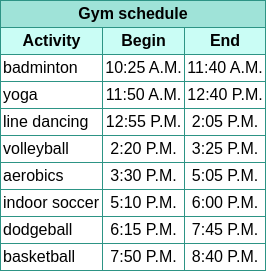 Gym schedule
Activity Begin End
badminton 10:25 A.M. 11:40 A.M.
yoga 11:50 A.M. 12:40 P.M.
line dancing 12:55 P.M. 2:05 P.M.
volleyball 2:20 P.M. 3:25 P.M.
aerobics 3:30 P.M. 5:05 P.M.
indoor soccer 5:10 P.M. 6:00 P.M.
dodgeball 6:15 P.M. 7:45 P.M.
basketball 7:50 P.M. 8:40 P.M.